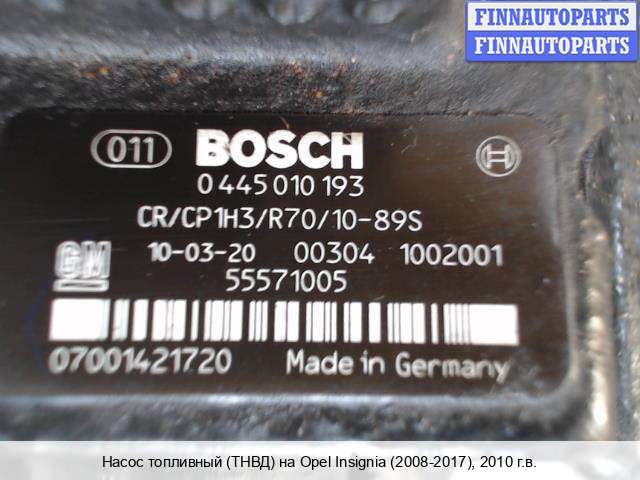 FINNAUTOPARTS
FINNAUTOPARTS
011 BOSCH
0 445 010 193
CR/CP1H3/R70/10-89S
GM 10-03-20 00304 1002001
55571005
07001421720 Made in Germany
Насос топливный (ТНВД) на Opel Insignia (2008-2017), 2010 г.в.